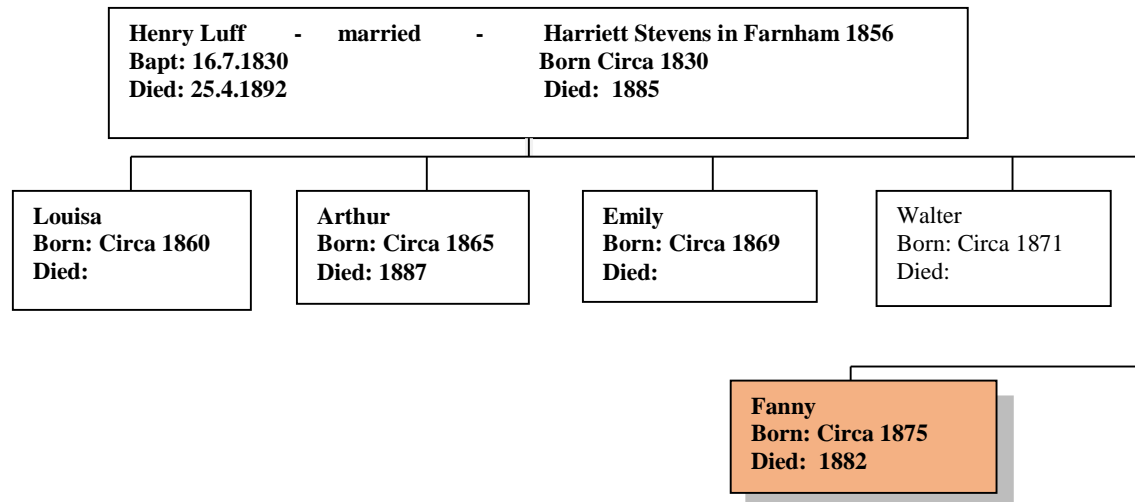 Henry Luff - married - Harriett Stevens in Farnham 1856
Bapt: 16.7.1830 Born Circa 1830
Died: 25.4.1892 Died: 1885
Louisa
Born: Circa 1860
Died:
Arthur
Born: Circa 1865
Died: 1887
Emily
Born: Circa 1869
Died:
Walter
Born: Circa 1871
Died:
Fanny
Born: Circa 1875
Died: 1882